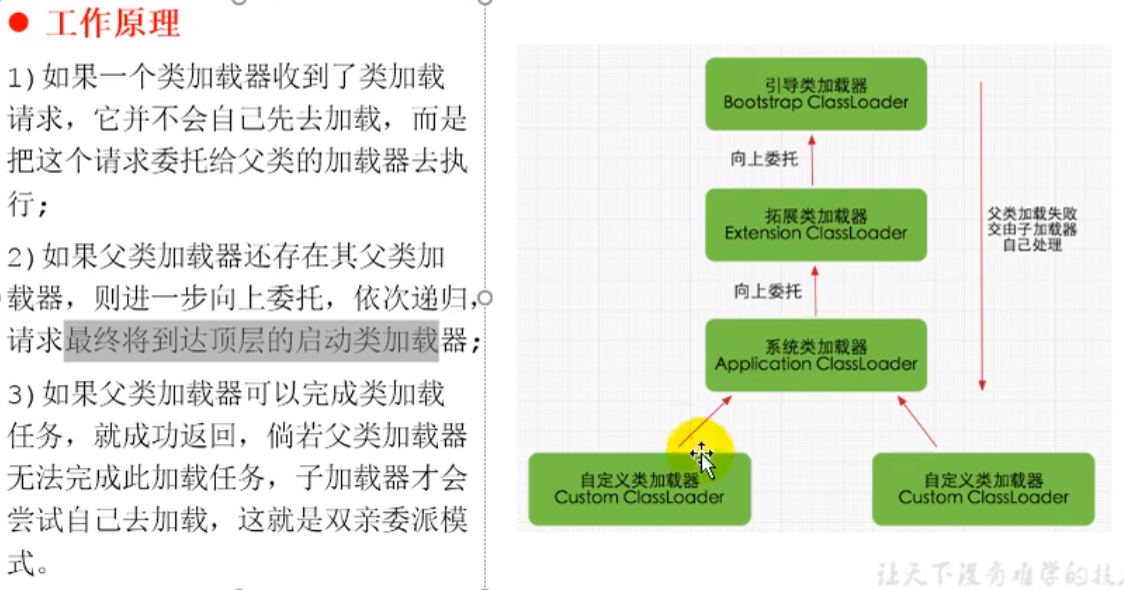 ● 工作原理
1)如果一个类加载器收到了类加载
请求，它并不会自己先去加载，而是
把这个请求委托给父类的加载器去执
行；
2)如果父类加载器还存在其父类加
载器，则进一步向上委托，依次递归，
请求最终将到达顶层的启动类加载器；
3)如果父类加载器可以完成类加载
任务，就成功返回，倘若父类加载器
无法完成此加载任务，子加载器才会
尝试自己去加载，这就是双亲委派模
式。
引导类加载器
Bootstrap ClassLoader
向上委托
拓展类加载器
Extension ClassLoader
父类加载失败
交由子加载器
自己处理
向上委托
系统类加载器
Application ClassLoader
自定义类加载器
Custom ClassLoader
自定义类加载器
Custom ClassLoader
让天下没有难学的技